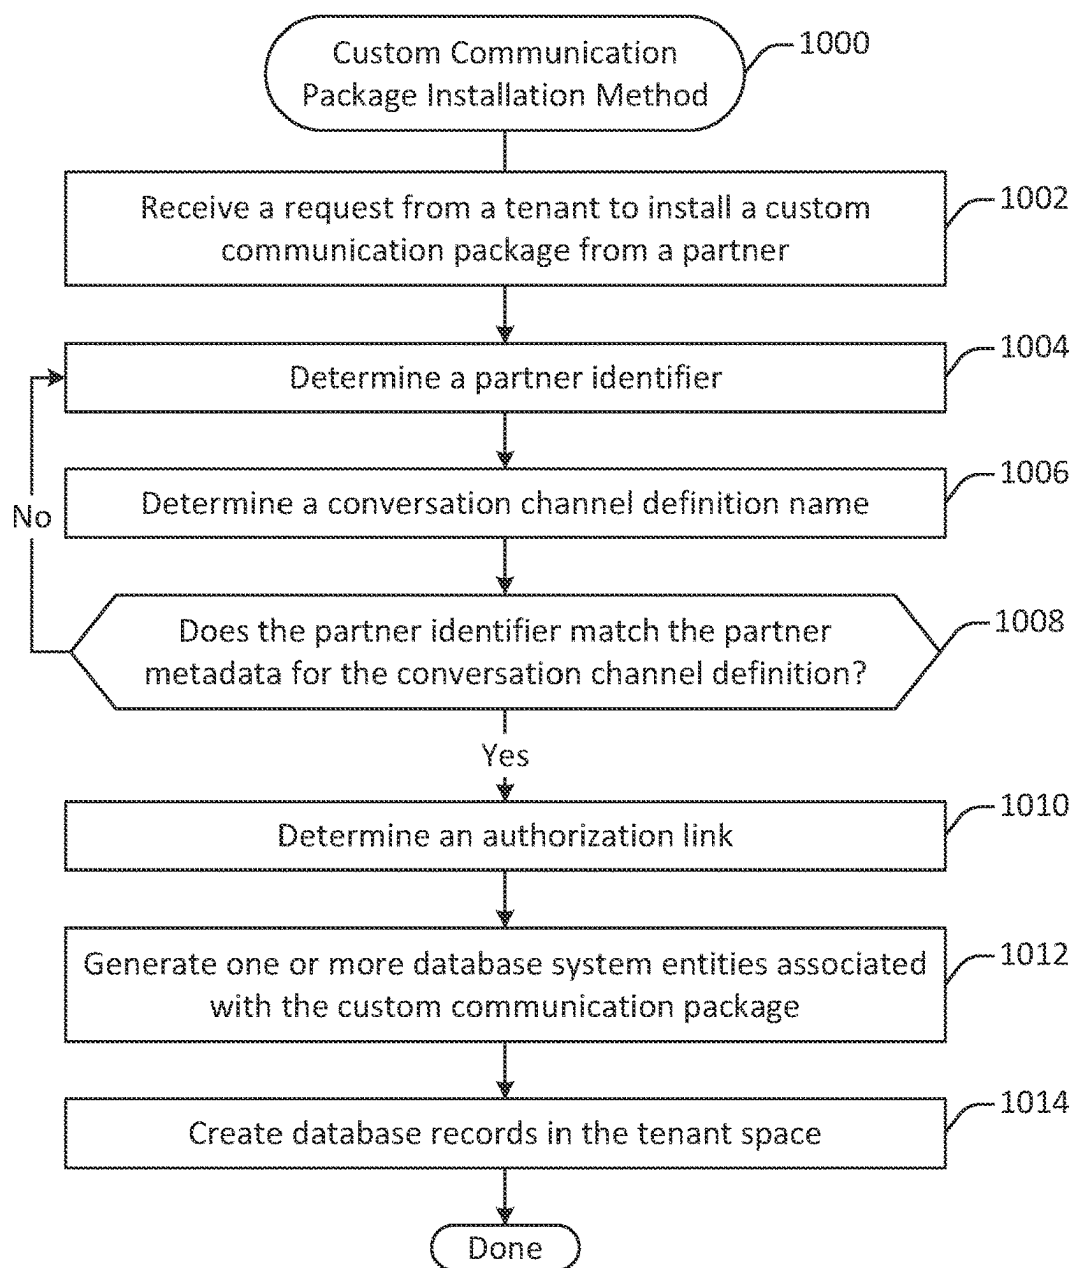 Custom Communication
Package Installation Method
1000
Receive a request from a tenant to install a custom
communication package from a partner
1002
Determine a partner identifier
1004
Determine a conversation channel definition name
1006
No
Does the partner identifier match the partner
metadata for the conversation channel definition?
1008
Yes
Determine an authorization link
1010
Generate one or more database system entities associated
with the custom communication package
1012
Create database records in the tenant space
1014
Done